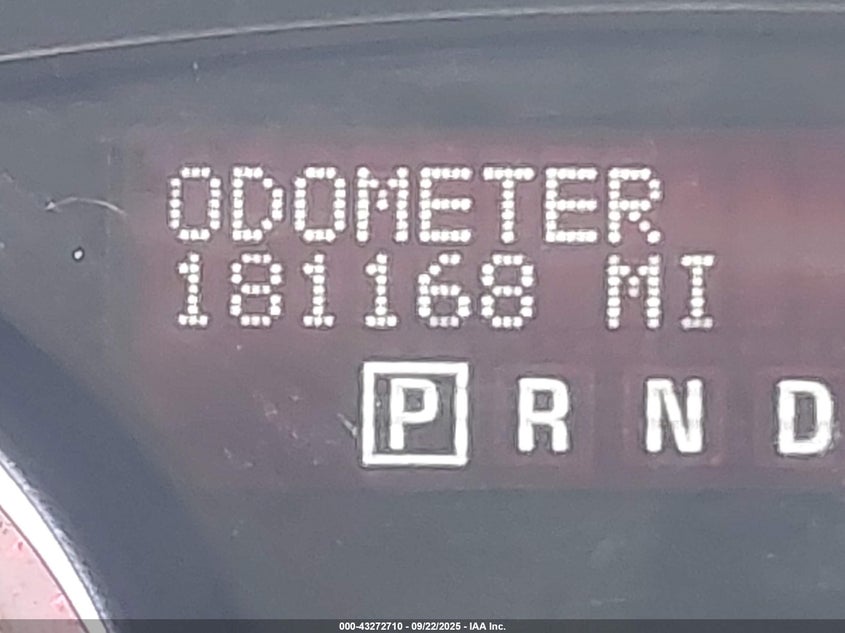 ODOMETER
181168 MI
P R N D
000-43272710 - 09/22/2025 - IAA Inc.